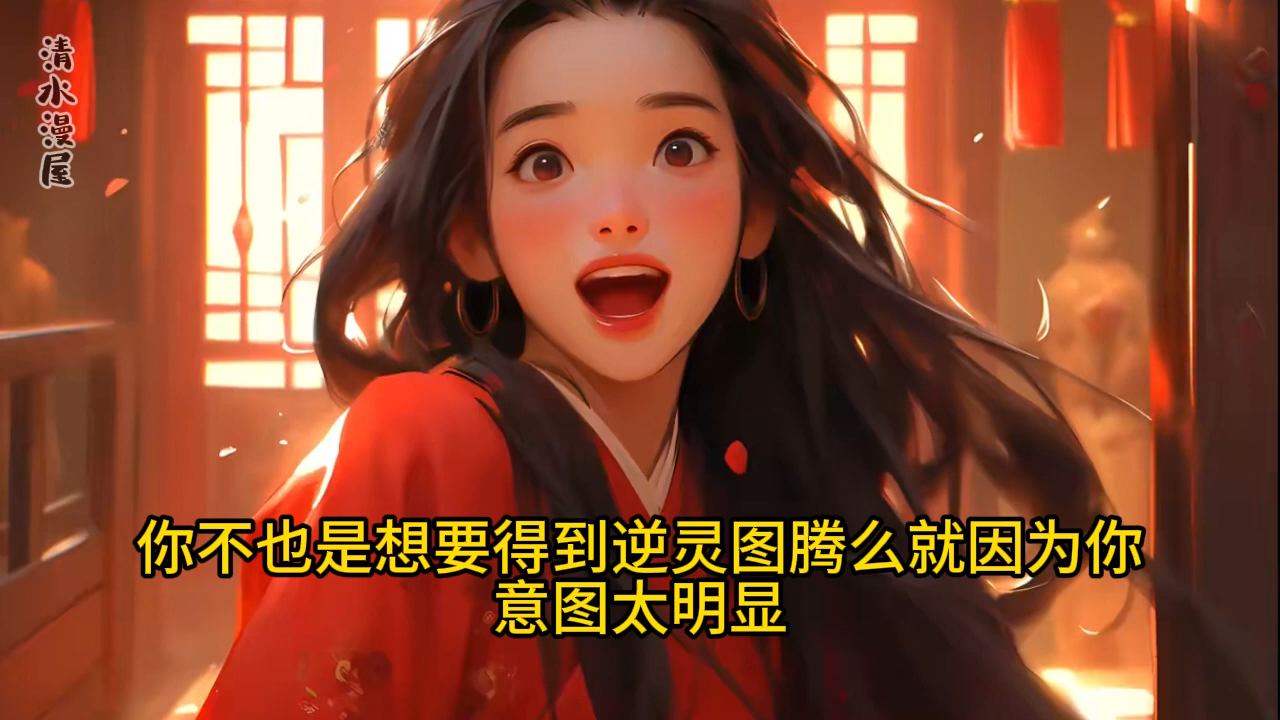 清水漫屋
你不也是想要得到逆灵图腾么就因为你
意图太明显